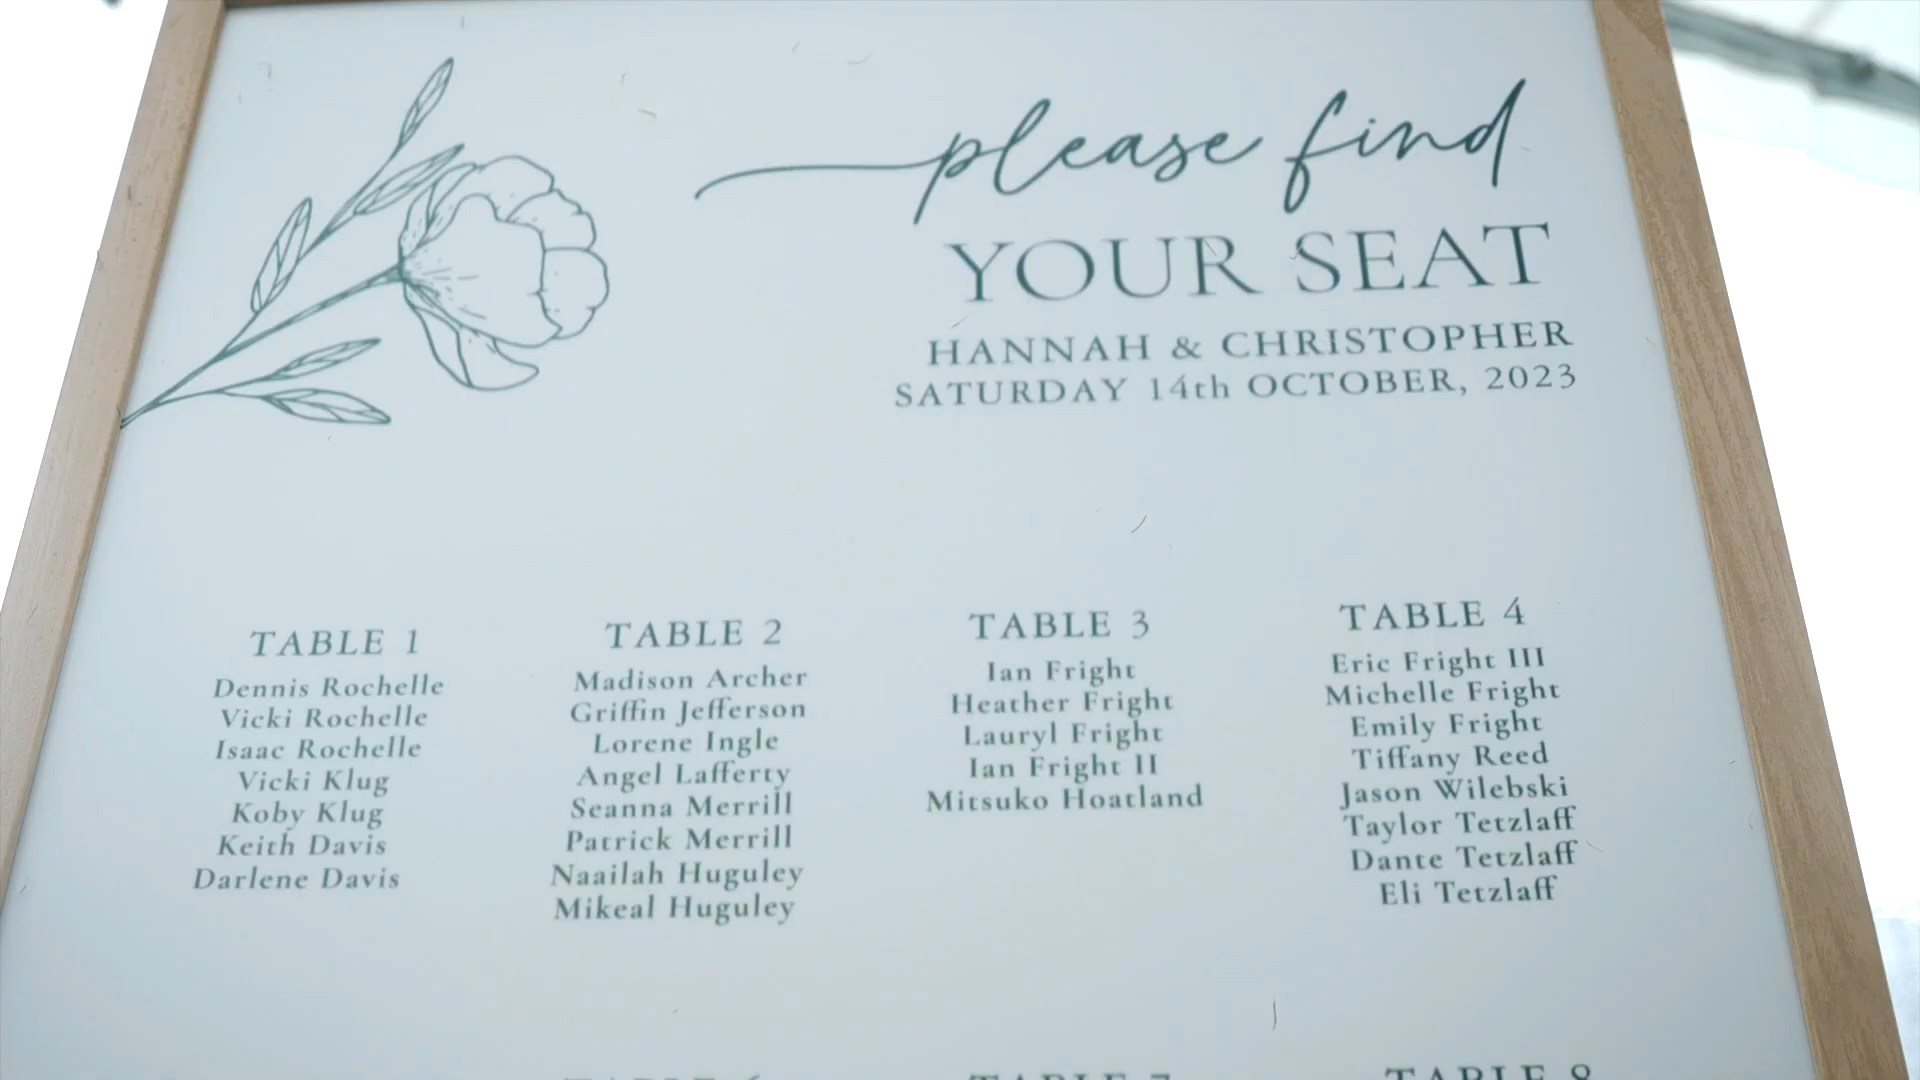 please find
YOUR SEAT
HANNAH & CHRISTOPHER
SATURDAY 14th OCTOBER, 2023
TABLE 1
Dennis Rochelle
Vicki Rochelle
Isaac Rochelle
Vicki Klug
Koby Klug
Keith Davis
Darlene Davis
TABLE 2
Madison Archer
Griffin Jefferson
Lorene Ingle
Angel Lafferty
Seanna Merrill
Patrick Merrill
Naailah Huguley
Mikeal Huguley
TABLE 3
Ian Fright
Heather Fright
Lauryl Fright
Ian Fright II
Mitsuko Hoatland
TABLE 4
Eric Fright III
Michelle Fright
Emily Fright
Tiffany Reed
Jason Wilebski
Taylor Tetzlaff
Dante Tetzlaff
Eli Tetzlaff
TABLE 7
TABLE 8